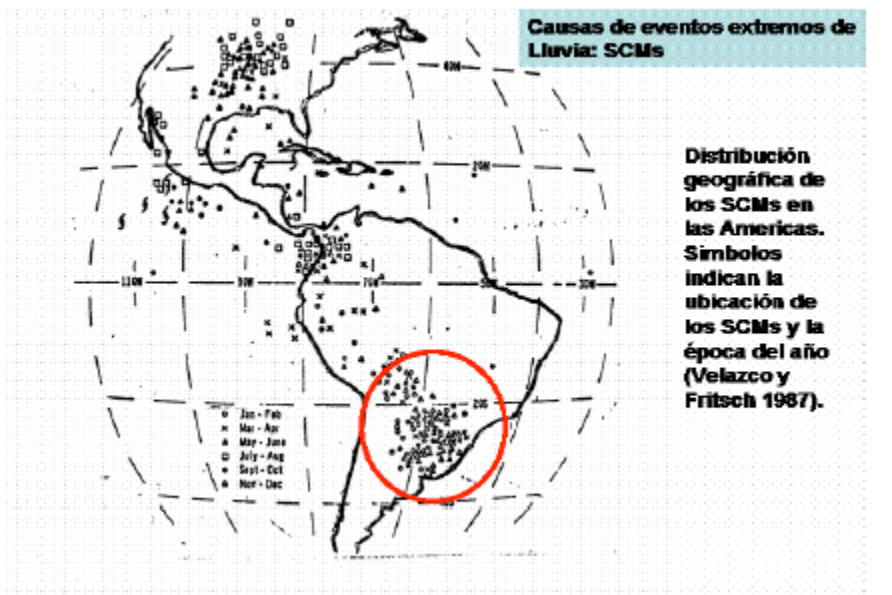 Causas de eventos extremos de
Lluvia: SCMs
40N
Distribución
geográfica de
los SCMs en
las Americas.
Simbolos
indican la
ubicación de
los SCMs y la
época del año
(Velazco y
Fritsch 1987).
20N
110W
90W
70W
50W
30W
20S
Jan - Feb
Mar - Apr
May - June
July - Aug
Sept - Oct
Nov - Dec